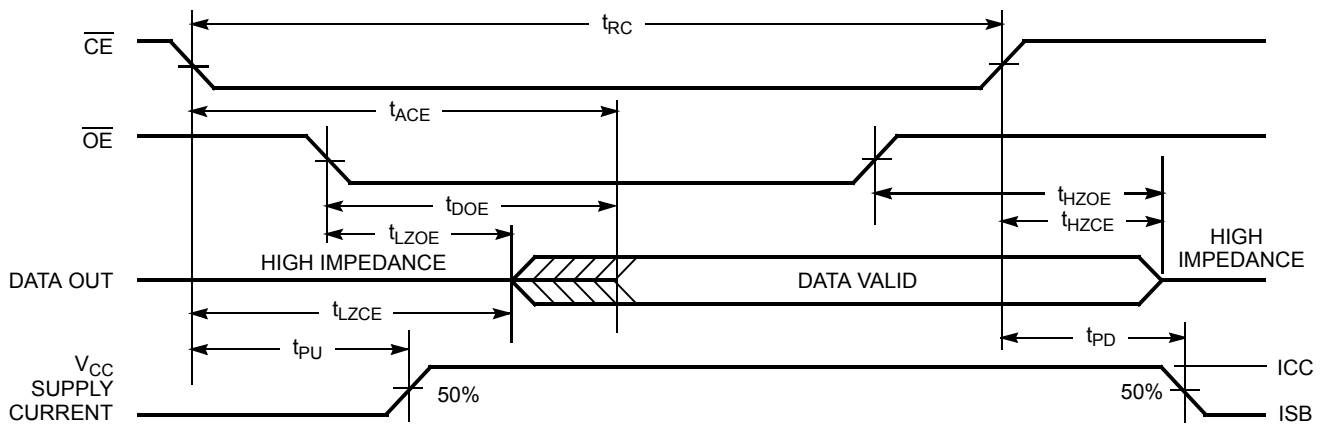 tRC
CE
tACE
OE
tHZOE
tDOE
tHZCE
tLZOE
HIGH IMPEDANCE
HIGH
IMPEDANCE
DATA OUT
DATA VALID
tLZCE
tPU
tPD
VCC
SUPPLY
CURRENT
50%
50%
ICC
ISB